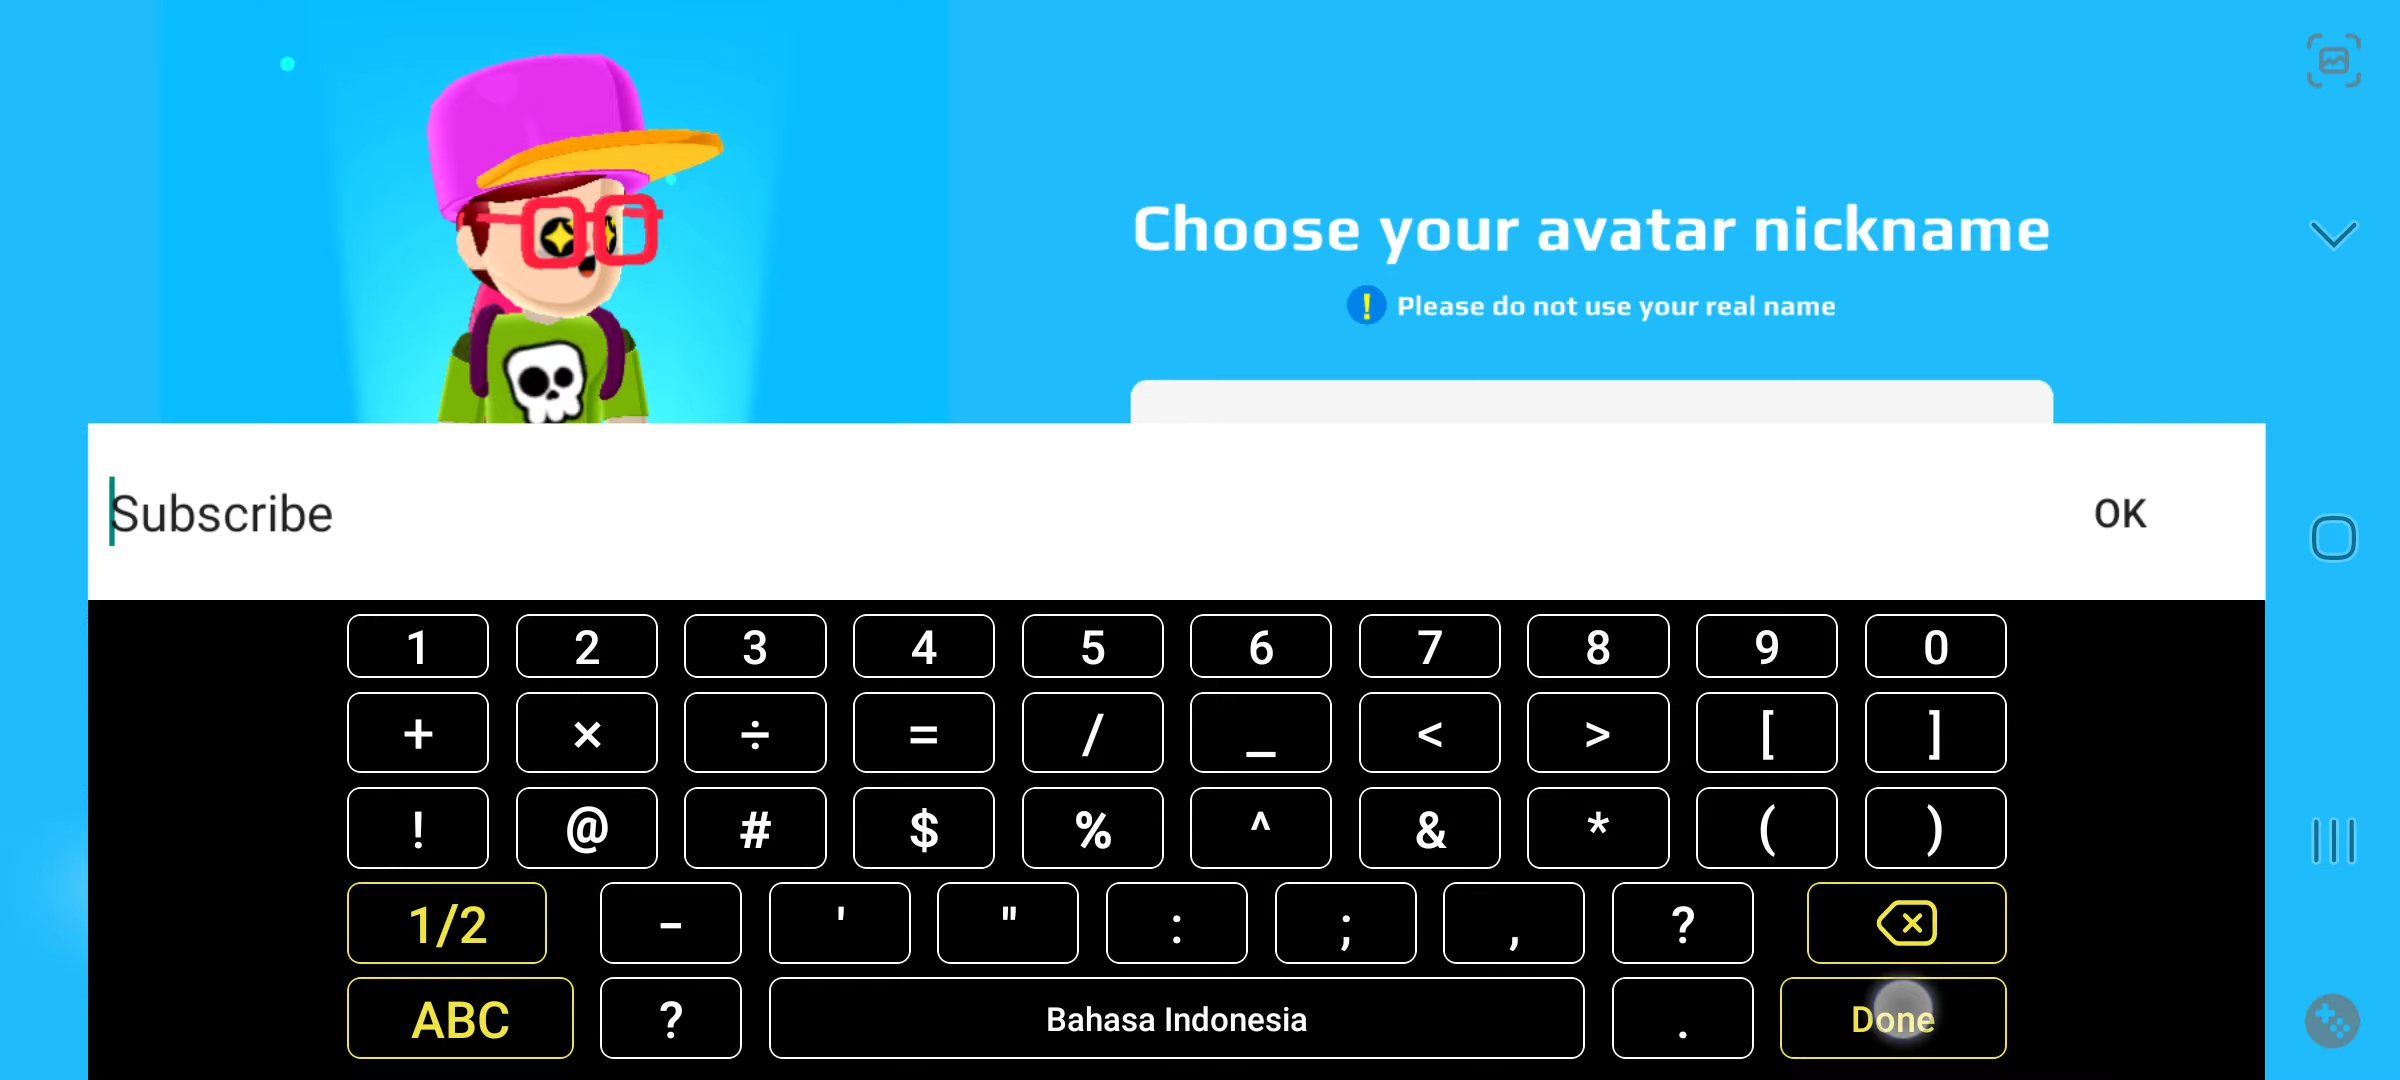 Choose your avatar nickname
! Please do not use your real name
Subscribe
OK
1 2 3 4 5 6 7 8 9 0
+ × ÷ = / _ < > [ ]
! @ # $ % ^ & * ( )
1/2 - ' " : ; , ?
ABC ? Bahasa Indonesia . Done